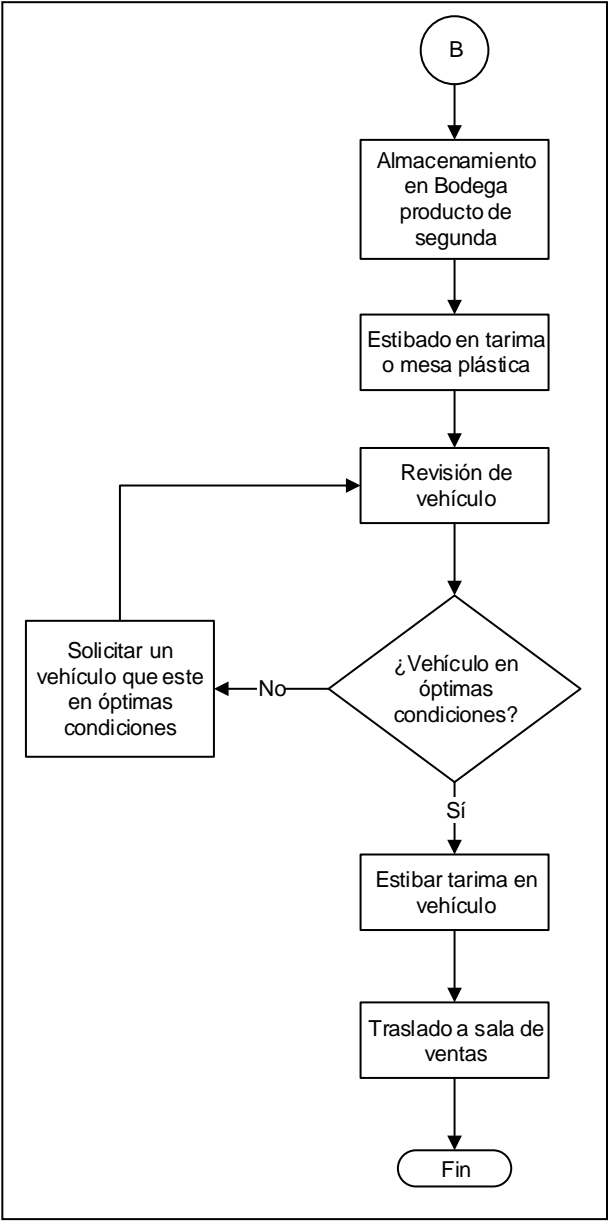 B
Almacenamiento
en Bodega
producto de
segunda
Estibado en tarima
o mesa plástica
Revisión de
vehículo
Solicitar un
vehículo que este
en óptimas
condiciones
No
¿Vehículo en
óptimas
condiciones?
Sí
Estibar tarima en
vehículo
Traslado a sala de
ventas
Fin